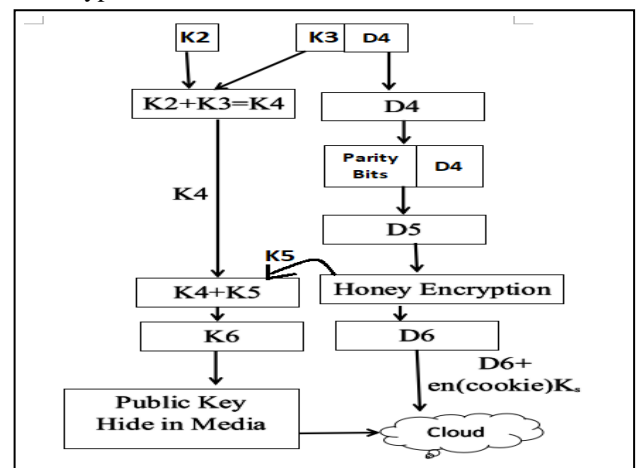 K2 K3 D4
K2+K3=K4 D4
Parity
Bits D4
K4
D5
K5
K4+K5 Honey Encryption
K6 D6
D6+
en(cookie)Kₛ
Public Key
Hide in Media
Cloud